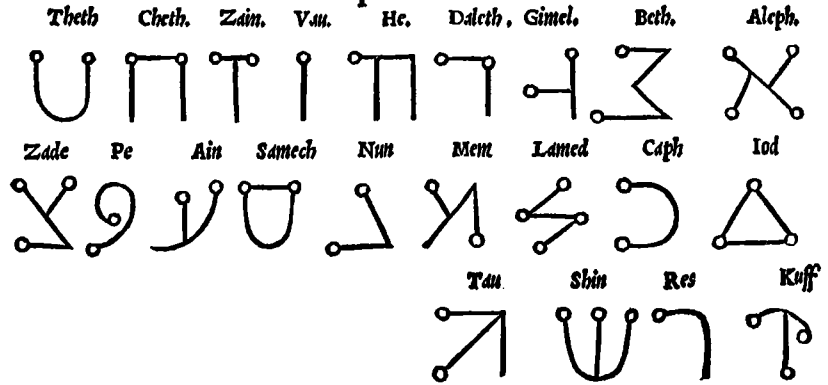 Theth Cheth. Zain. Vau. He. Daleth, Gimel, Beth. Aleph.
Zade Pe Ain Samech Nun Mem Lamed Caph Iod
Tau Shin Res Kuff